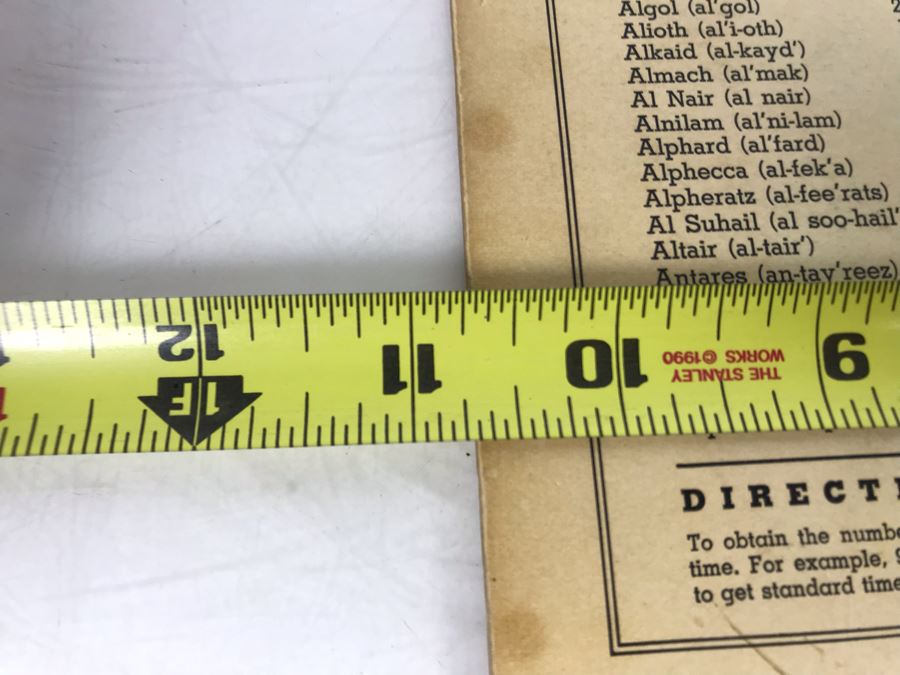 Algol (al'gol)
Alioth (al'i-oth)
Alkaid (al-kayd')
Almach (al'mak)
Al Nair (al nair)
Alnilam (al'ni-lam)
Alphard (al'fard)
Alphecca (al-fek'a)
Alpheratz (al-fee'rats)
Al Suhail (al soo-hail'
Altair (al-tair')
Antares (an-tay'reez)
9 10 11 12
1F
THE STANLEY
WORKS © 1990
DIRECT
To obtain the numbe
time. For example, 9
to get standard time